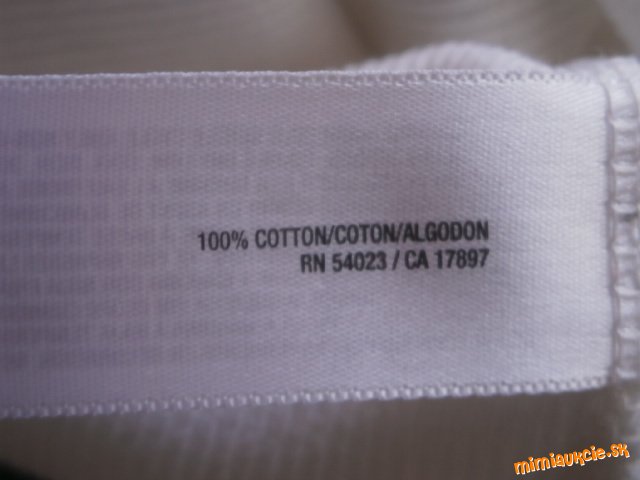 100% COTTON/COTON/ALGODON
RN 54023 / CA 17897
mimiaukcie.sk